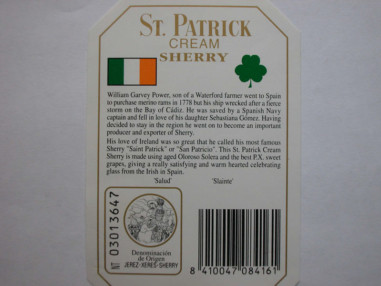 ST. PATRICK
CREAM
SHERRY
William Garvey Power, son of a Waterford farmer went to Spain
to purchase merino rams in 1778 but his ship wrecked after a fierce
storm on the Bay of Cádiz. He was saved by a Spanish Navy
captain and fell in love of his daughter Sebastiana Gómez. Having
decided to stay in the region he went on to become an important
producer and exporter of Sherry.
His love of Ireland was so great that he called his most famous
Sherry "Saint Patrick" or "San Patricio". This St. Patrick Cream
Sherry is made using aged Oloroso Solera and the best P.X. sweet
grapes, giving a really satisfying and warm hearted celebrating
glass from the Irish in Spain.
'Salud' 'Slainte'
03013647
Denominación
de Origen
JEREZ-XERES-SHERRY
8 410047 084161